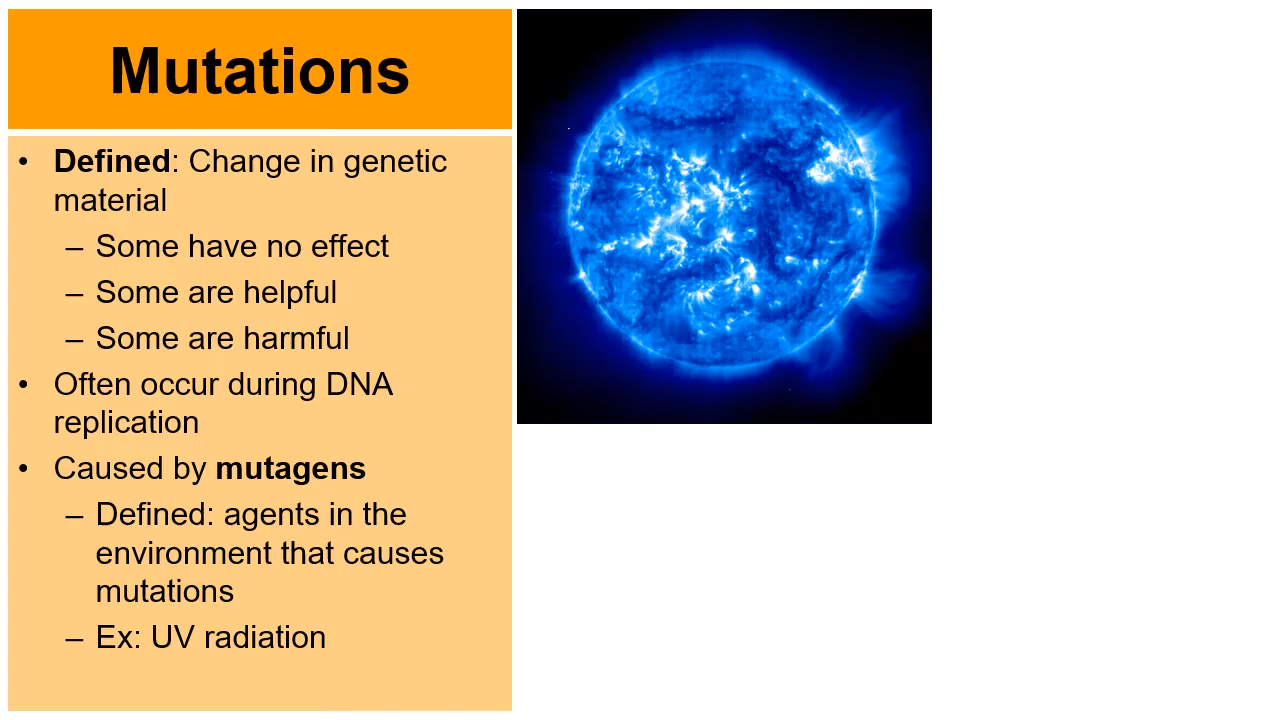 Mutations
• Defined: Change in genetic
material
– Some have no effect
– Some are helpful
– Some are harmful
• Often occur during DNA
replication
• Caused by mutagens
– Defined: agents in the
environment that causes
mutations
– Ex: UV radiation